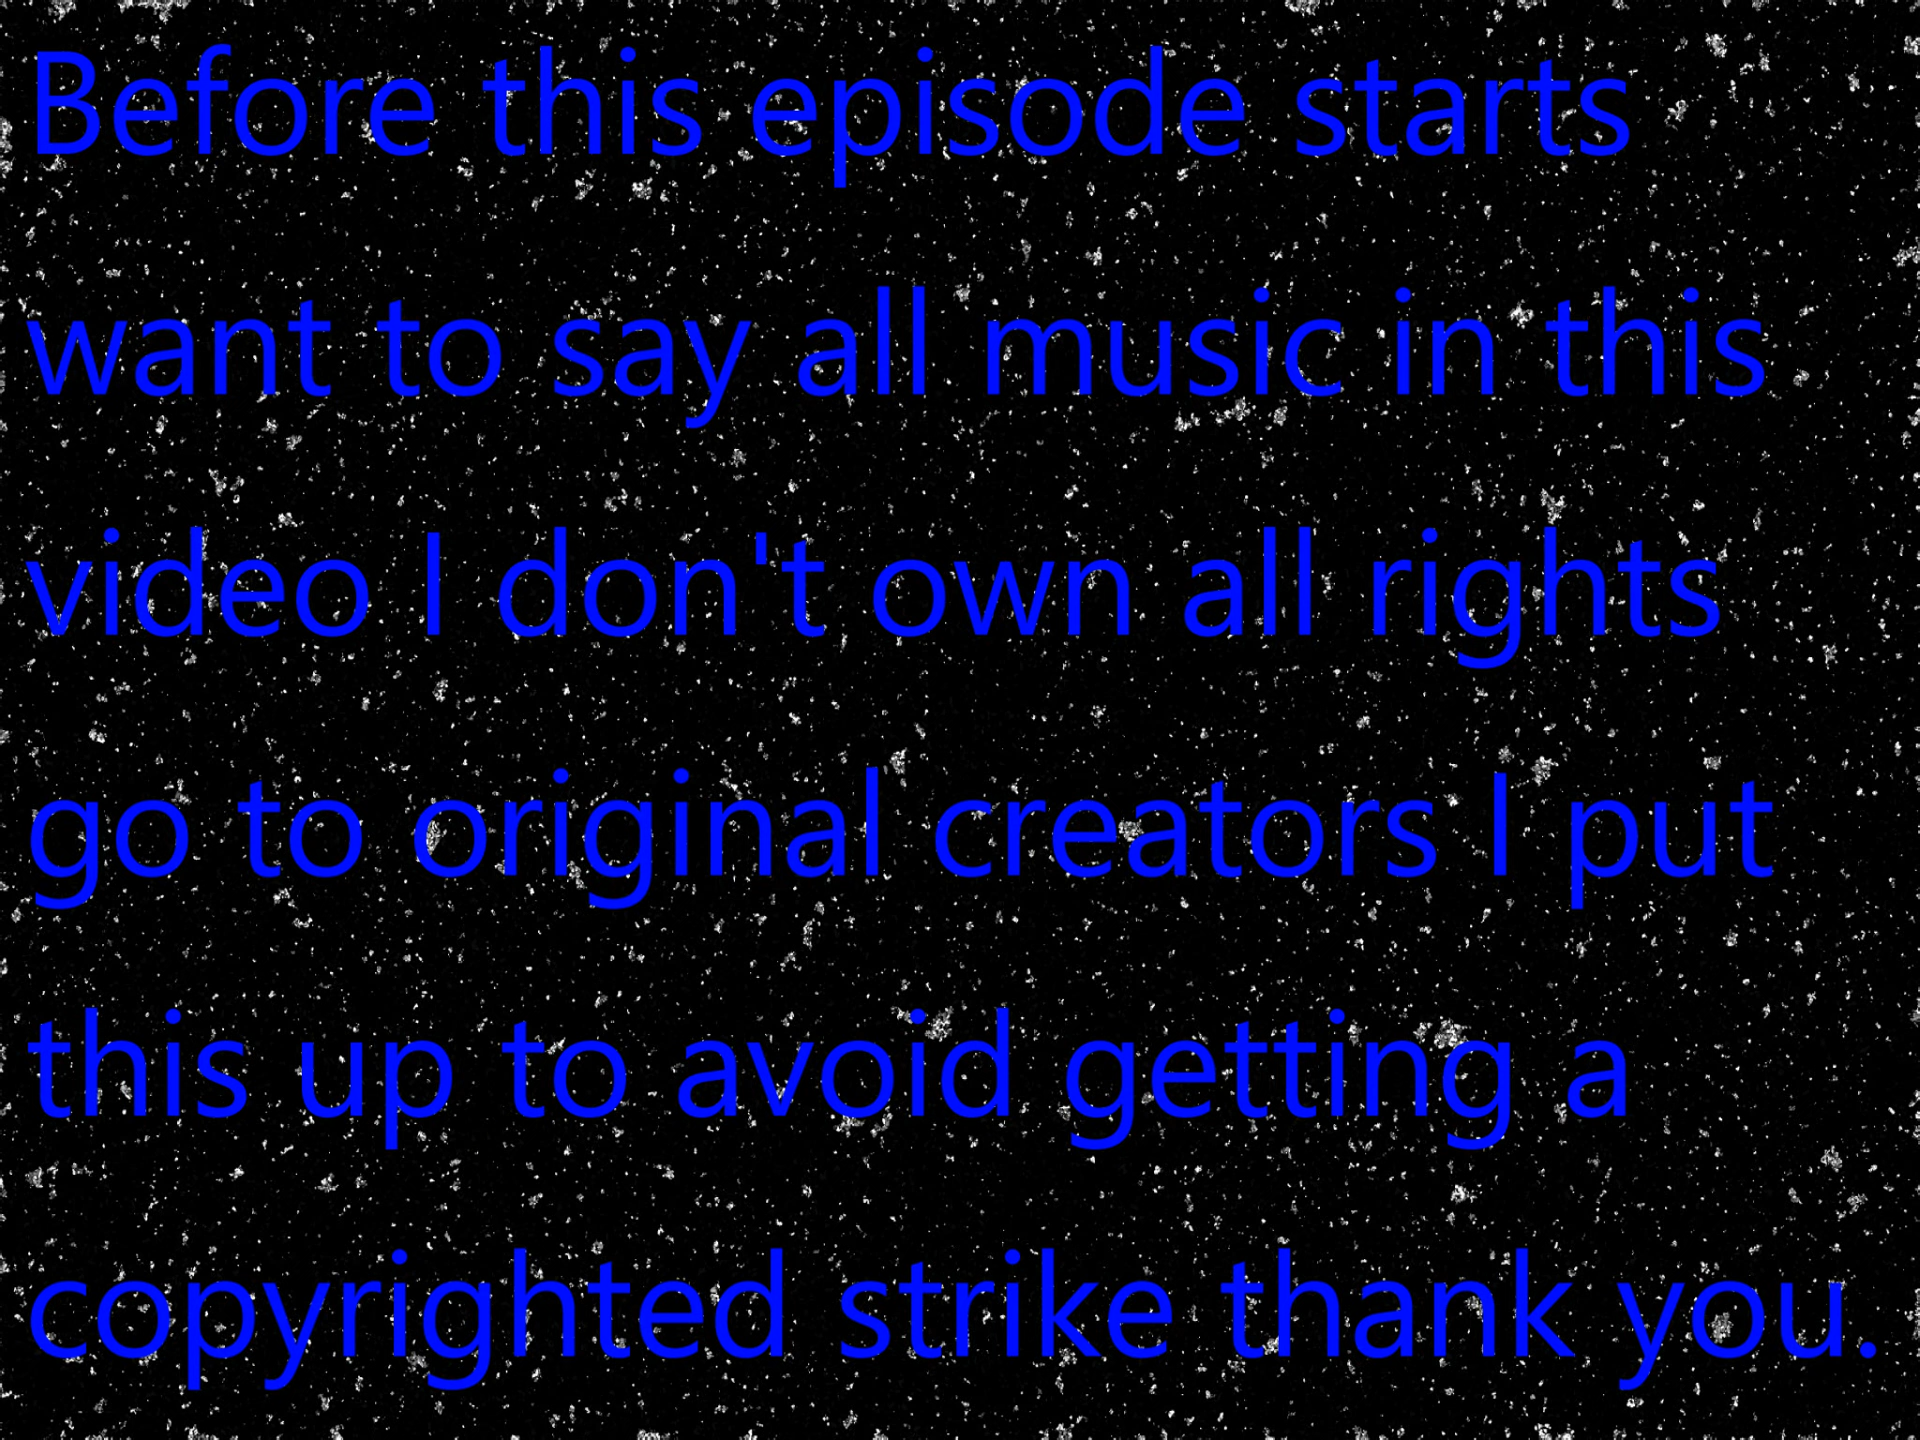 Before this episode starts
want to say all music in this
video I don't own all rights
go to original creators I put
this up to avoid getting a
copyrighted strike thank you.